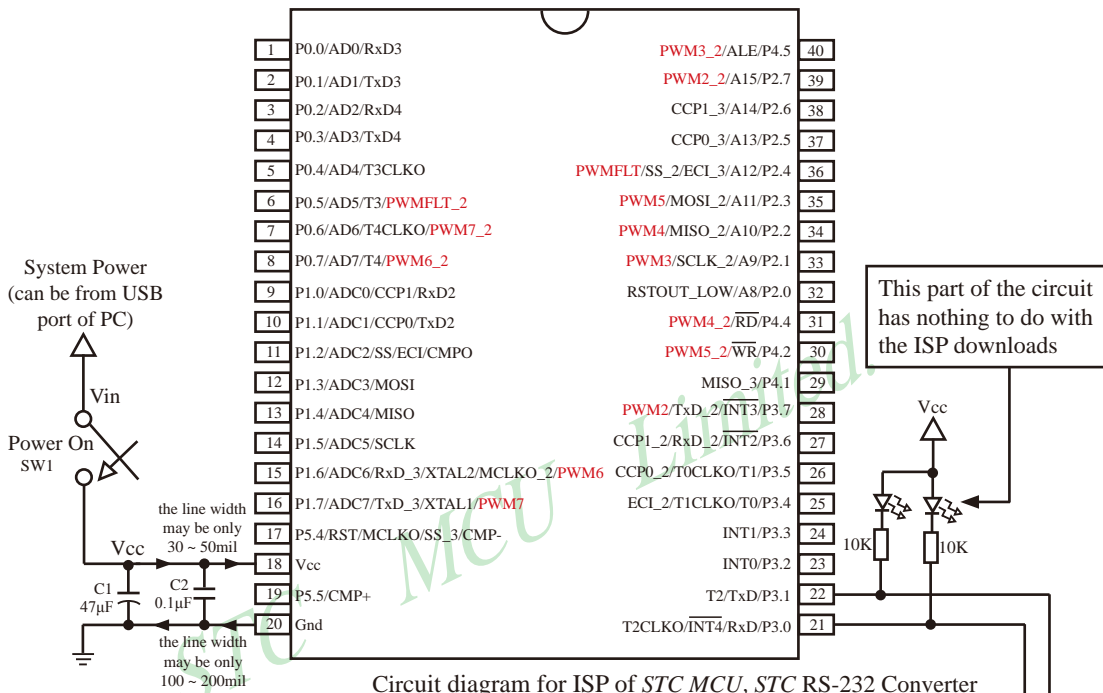 1 P0.0/AD0/RxD3
2 P0.1/AD1/TxD3
3 P0.2/AD2/RxD4
4 P0.3/AD3/TxD4
5 P0.4/AD4/T3CLKO
6 P0.5/AD5/T3/PWMFLT_2
7 P0.6/AD6/T4CLKO/PWM7_2
8 P0.7/AD7/T4/PWM6_2
9 P1.0/ADC0/CCP1/RxD2
10 P1.1/ADC1/CCP0/TxD2
11 P1.2/ADC2/SS/ECI/CMPO
12 P1.3/ADC3/MOSI
13 P1.4/ADC4/MISO
14 P1.5/ADC5/SCLK
15 P1.6/ADC6/RxD_3/XTAL2/MCLKO_2/PWM6
16 P1.7/ADC7/TxD_3/XTAL1/PWM7
17 P5.4/RST/MCLKO/SS_3/CMP-
18 Vcc
19 P5.5/CMP+
20 Gnd
PWM3_2/ALE/P4.5 40
PWM2_2/A15/P2.7 39
CCP1_3/A14/P2.6 38
CCP0_3/A13/P2.5 37
PWMFLT/SS_2/ECI_3/A12/P2.4 36
PWM5/MOSI_2/A11/P2.3 35
PWM4/MISO_2/A10/P2.2 34
PWM3/SCLK_2/A9/P2.1 33
RSTOUT_LOW/A8/P2.0 32
PWM4_2/RD/P4.4 31
PWM5_2/WR/P4.2 30
MISO_3/P4.1 29
PWM2/TxD_2/INT3/P3.7 28
CCP1_2/RxD_2/INT2/P3.6 27
CCP0_2/T0CLKO/T1/P3.5 26
ECI_2/T1CLKO/T0/P3.4 25
INT1/P3.3 24
INT0/P3.2 23
T2/TxD/P3.1 22
T2CLKO/INT4/RxD/P3.0 21
System Power
(can be from USB
port of PC)
Vin
Power On
SW1
the line width
may be only
30 ~ 50mil
Vcc
C1
47μF
C2
0.1μF
the line width
may be only
100 ~ 200mil
This part of the circuit
has nothing to do with
the ISP downloads
Vcc
10K
10K
STC MCU Limited.
Circuit diagram for ISP of STC MCU, STC RS-232 Converter